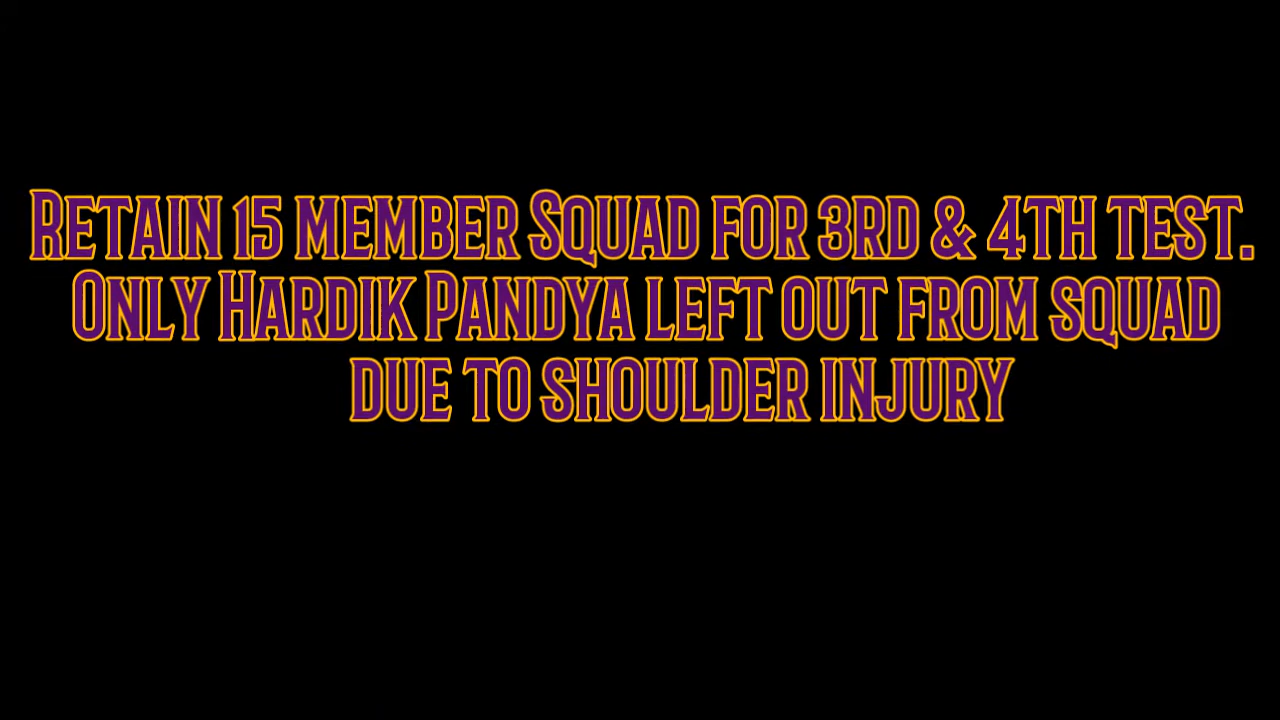 Retain 15 member Squad for 3rd & 4th test.
Only Hardik Pandya left out from squad
due to shoulder injury